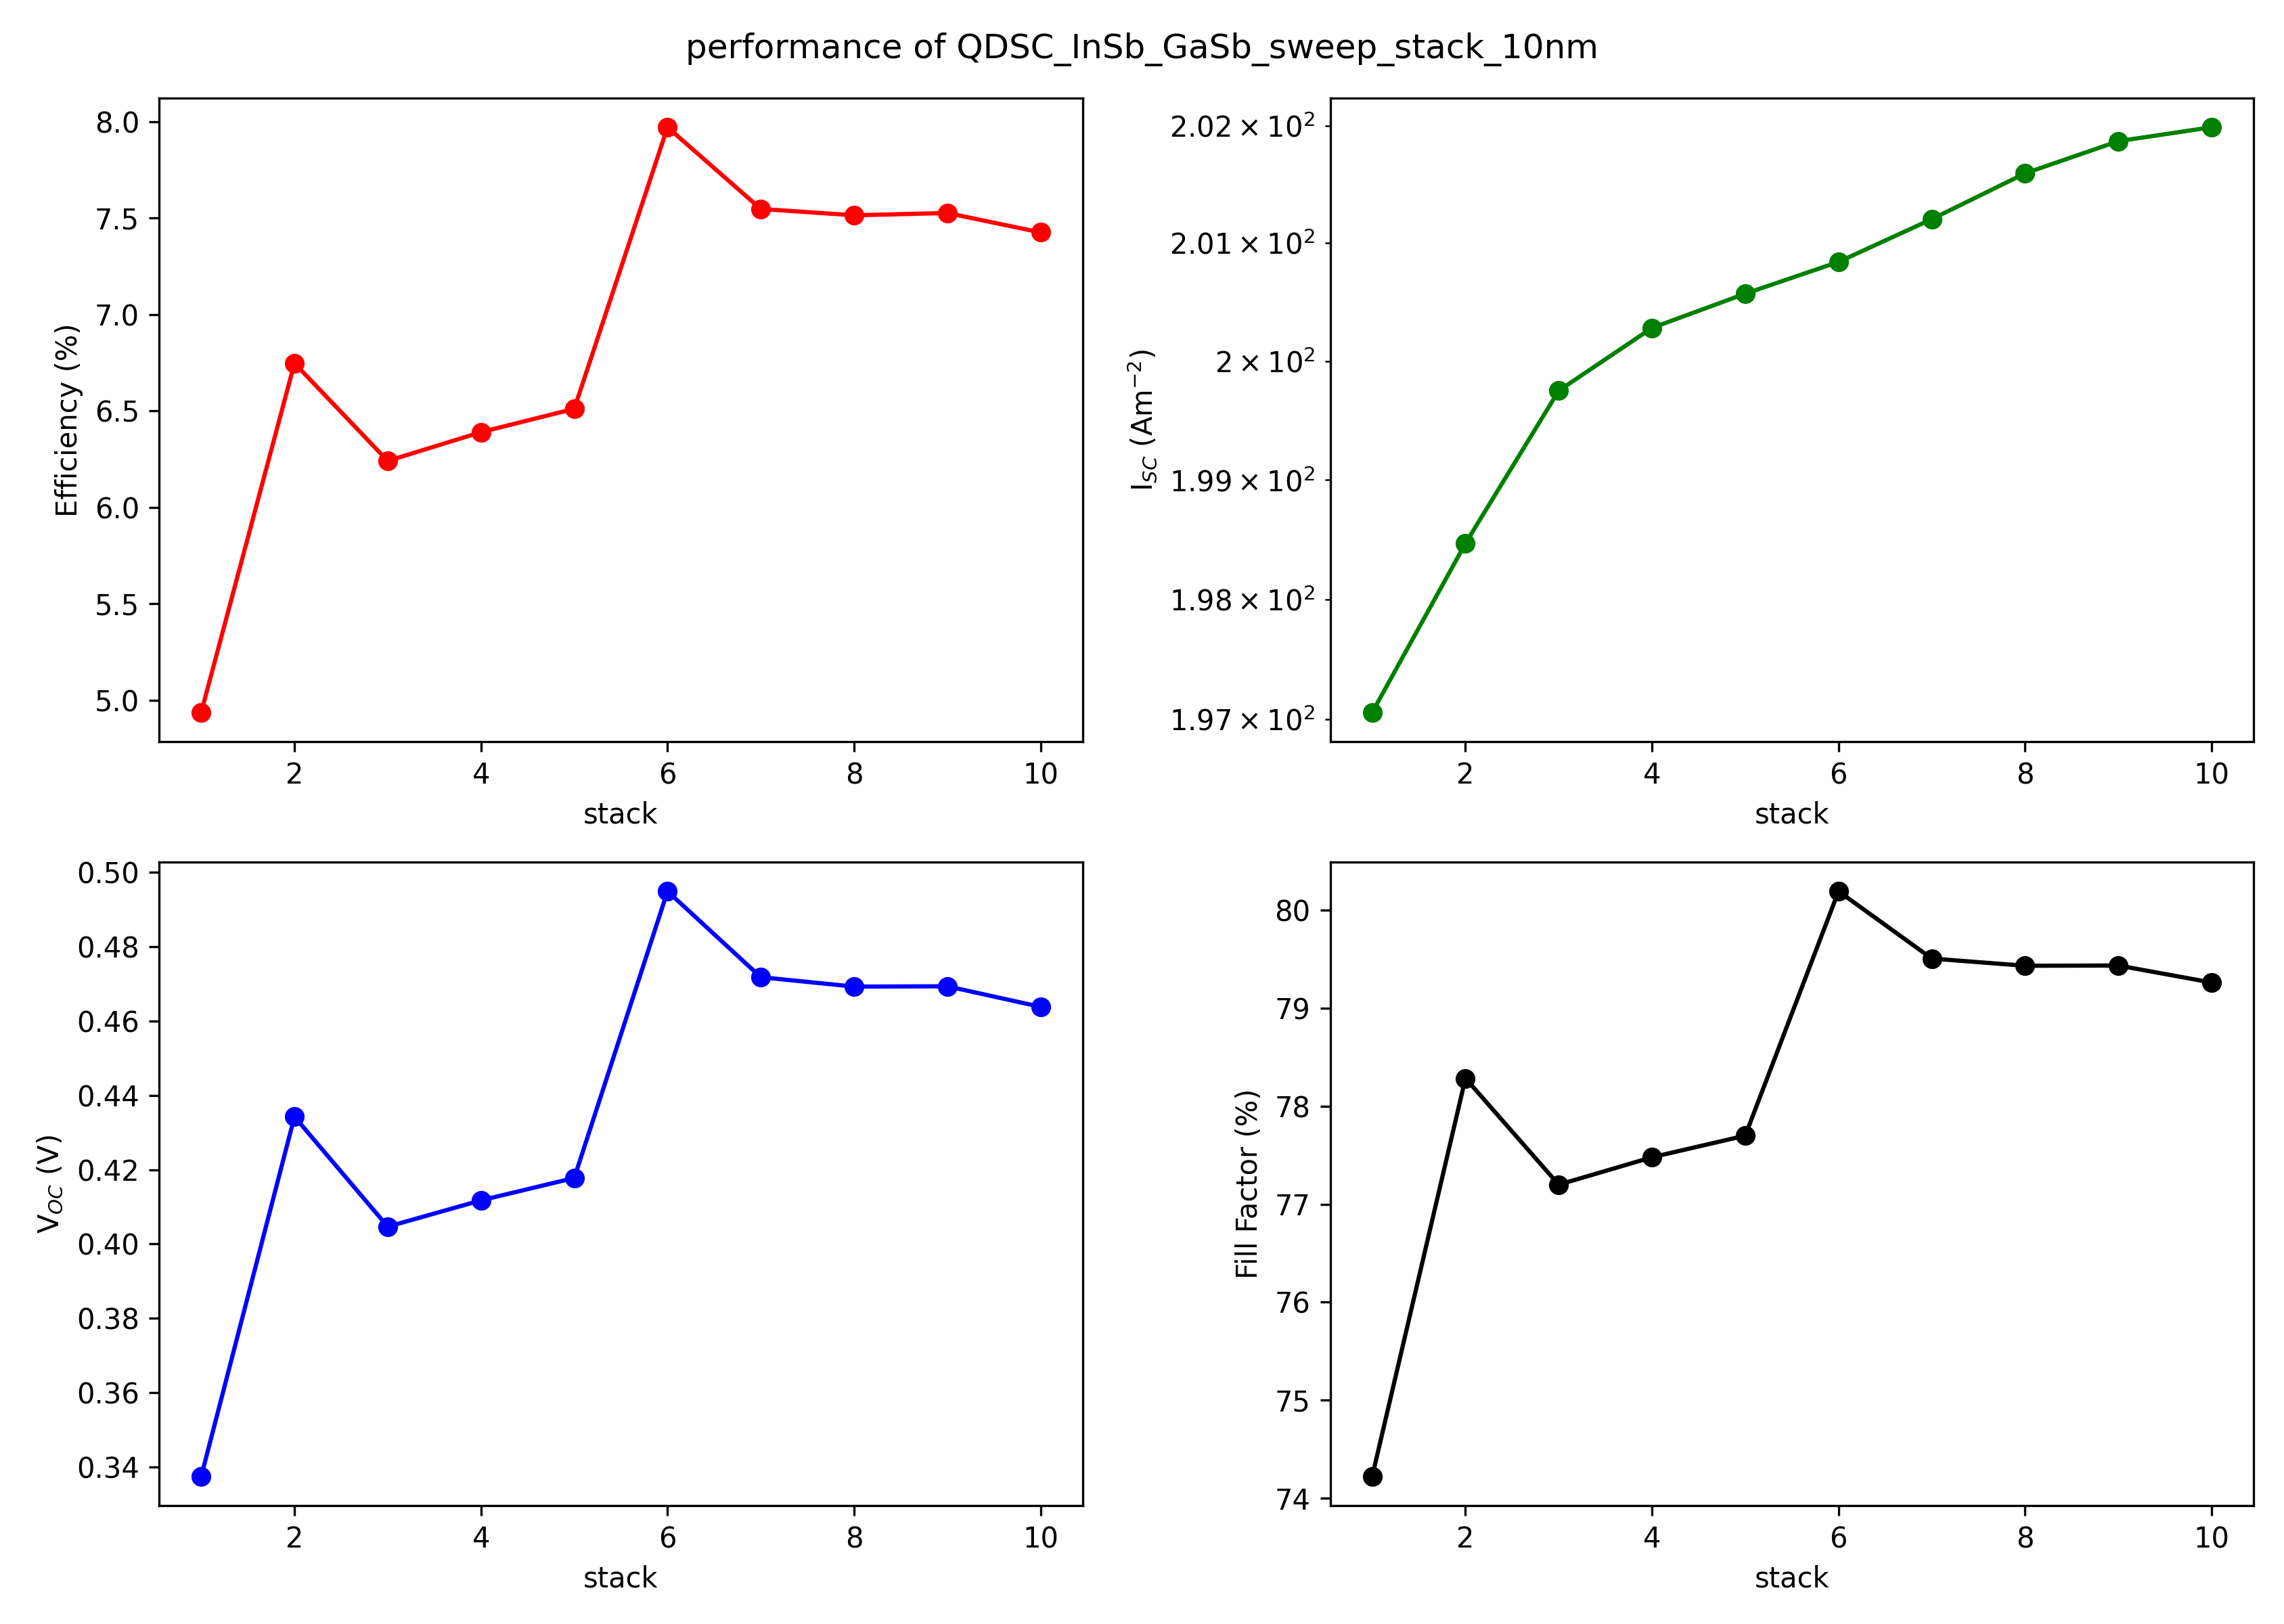 performance of QDSC_InSb_GaSb_sweep_stack_10nm
8.0
7.5
7.0
6.5
6.0
5.5
5.0
Efficiency (%)
2 4 6 8 10
stack
2.02 × 10²
2.01 × 10²
2 × 10²
1.99 × 10²
1.98 × 10²
1.97 × 10²
I_SC (Am⁻²)
2 4 6 8 10
stack
0.50
0.48
0.46
0.44
0.42
0.40
0.38
0.36
0.34
V_OC (V)
2 4 6 8 10
stack
80
79
78
77
76
75
74
Fill Factor (%)
2 4 6 8 10
stack